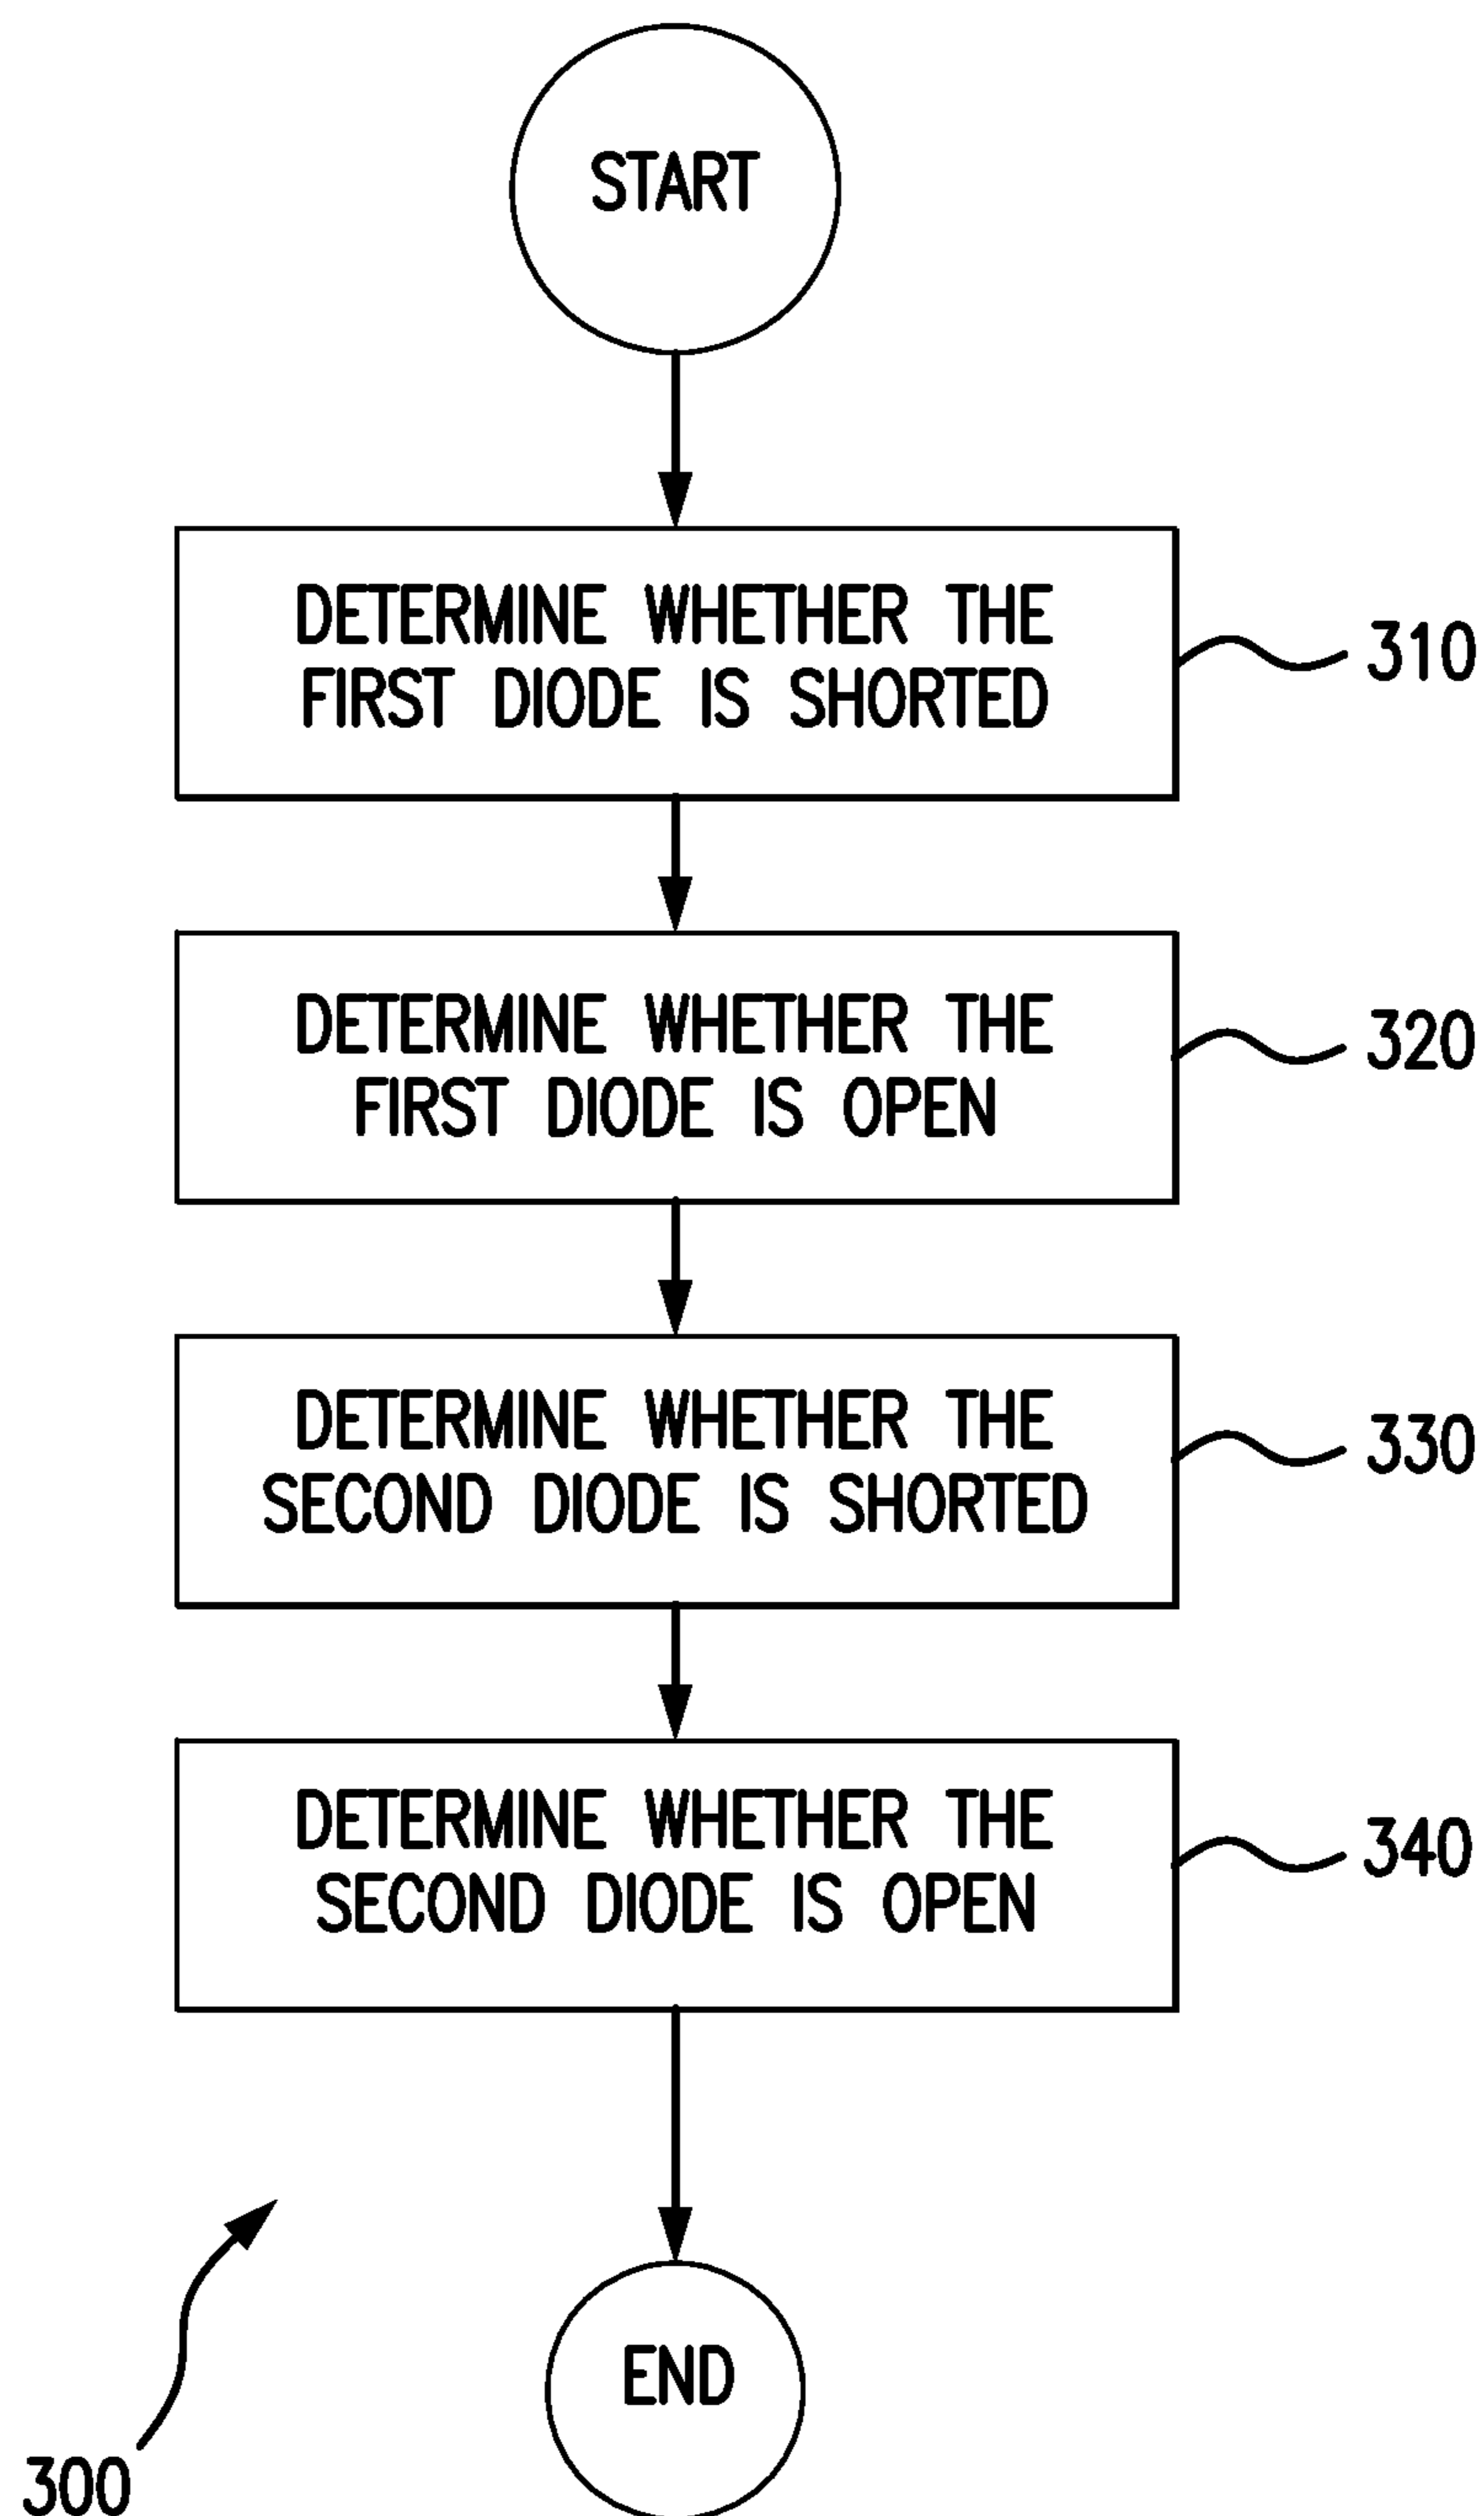 START
DETERMINE WHETHER THE
FIRST DIODE IS SHORTED
310
DETERMINE WHETHER THE
FIRST DIODE IS OPEN
320
DETERMINE WHETHER THE
SECOND DIODE IS SHORTED
330
DETERMINE WHETHER THE
SECOND DIODE IS OPEN
340
END
300